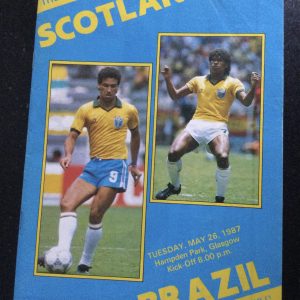 SCOTLAN
9
TUESDAY, MAY 26, 1987
Hampden Park, Glasgow
Kick-Off 8.00 p.m.
BRAZIL